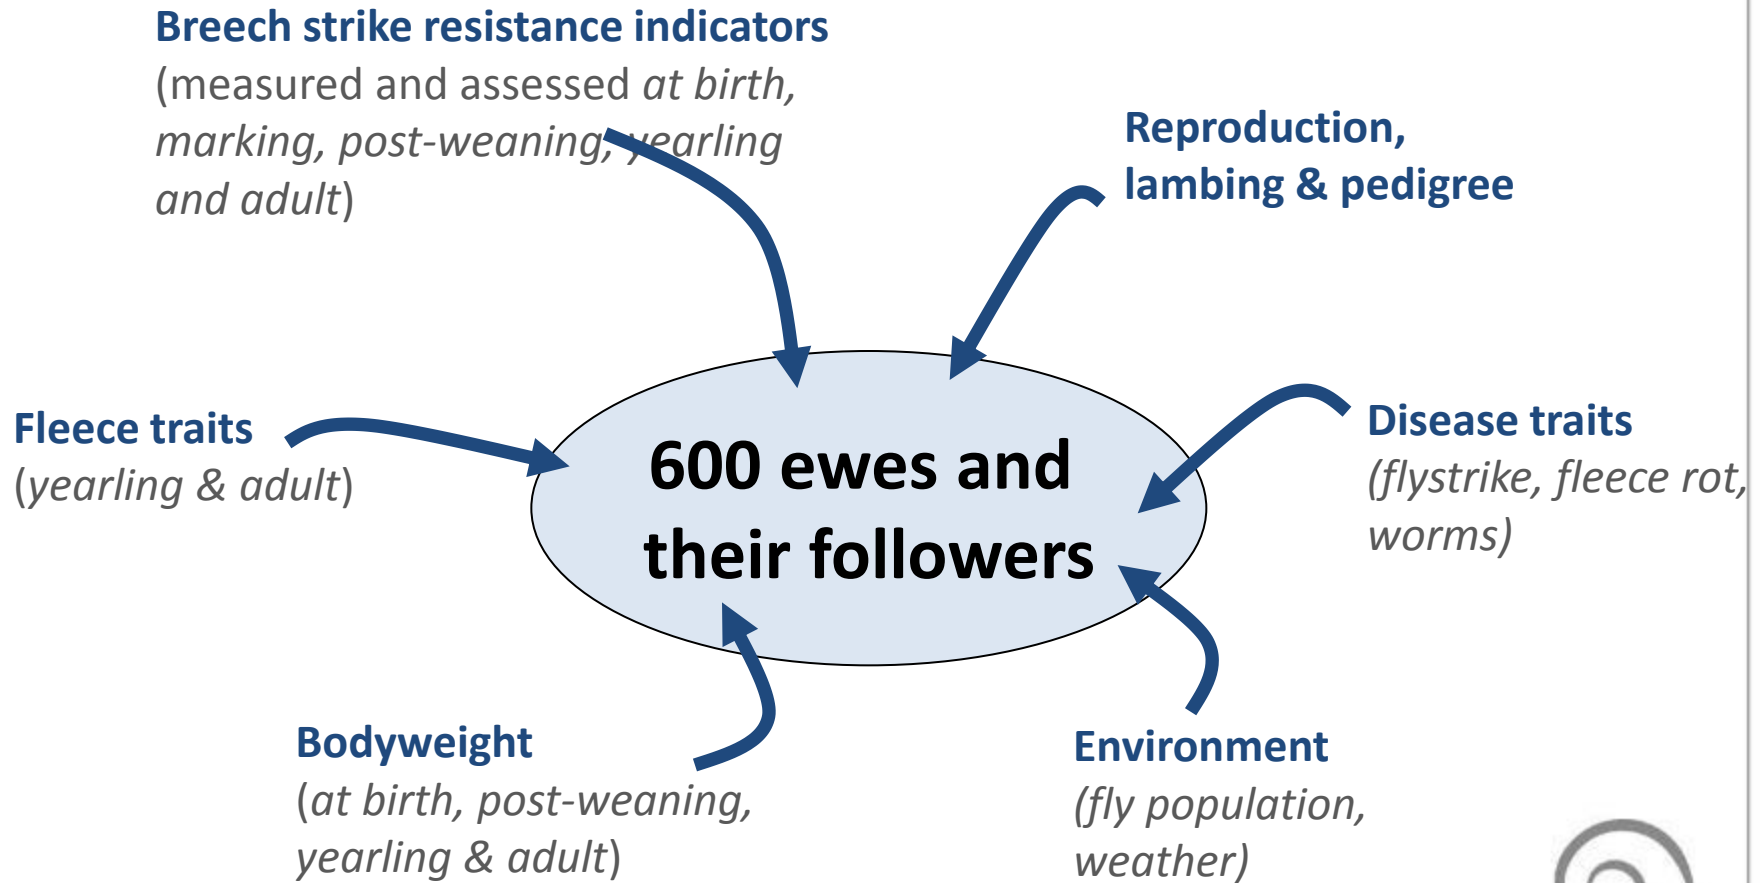 Breech strike resistance indicators
(measured and assessed at birth,
marking, post-weaning, yearling
and adult)
Reproduction,
lambing & pedigree
Fleece traits
(yearling & adult)
600 ewes and
their followers
Disease traits
(flystrike, fleece rot,
worms)
Bodyweight
(at birth, post-weaning,
yearling & adult)
Environment
(fly population,
weather)